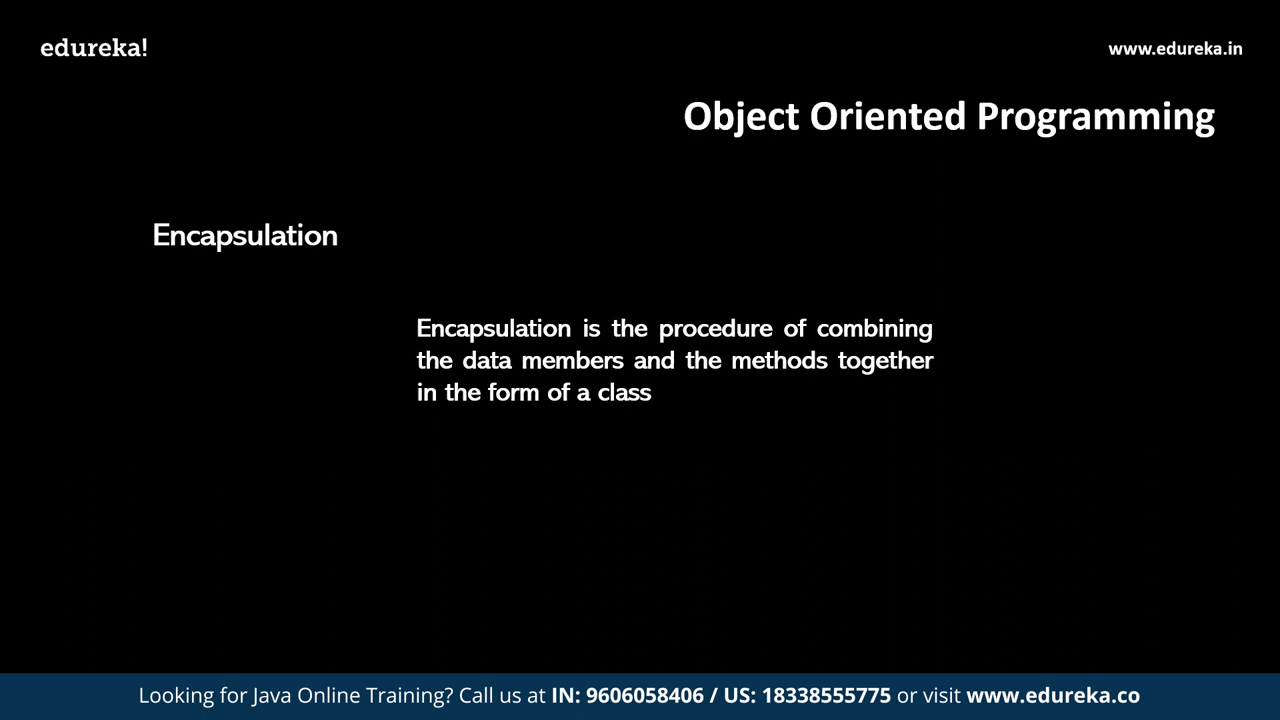 edureka!
www.edureka.in
Object Oriented Programming
Encapsulation
Encapsulation is the procedure of combining
the data members and the methods together
in the form of a class
Looking for Java Online Training? Call us at IN: 9606058406 / US: 18338555775 or visit www.edureka.co